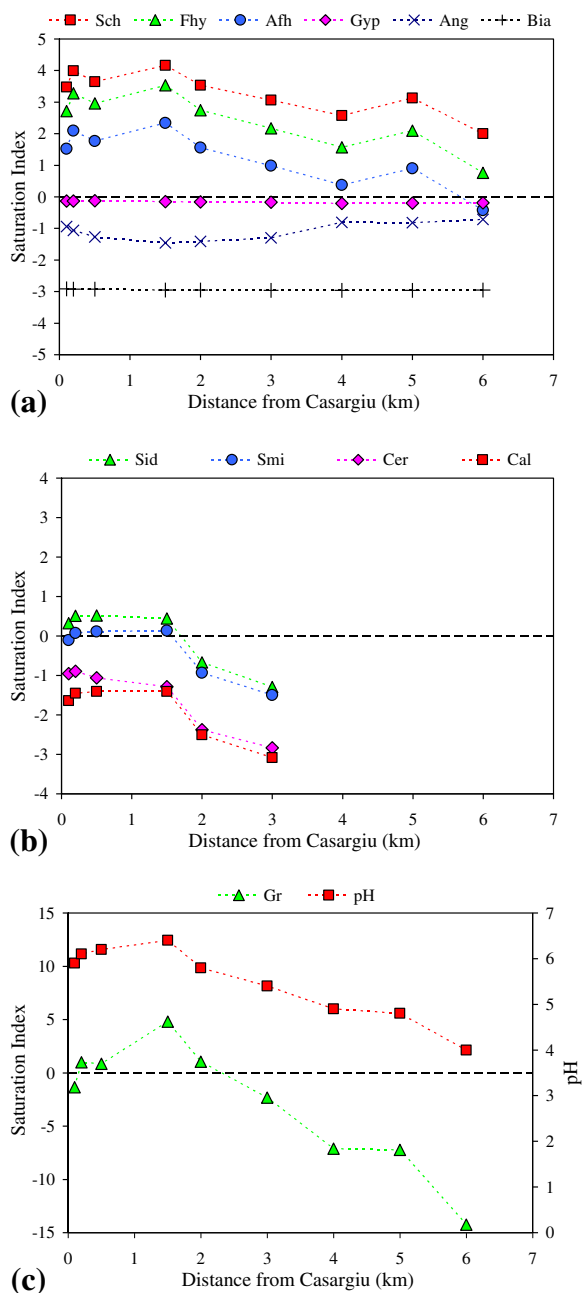 Sch Fhy Afh Gyp Ang Bia
5
4
3
2
1
0
-1
-2
-3
-4
-5
Saturation Index
0 1 2 3 4 5 6 7
Distance from Casargiu (km)
(a)
Sid Smi Cer Cal
4
3
2
1
0
-1
-2
-3
-4
Saturation Index
0 1 2 3 4 5 6 7
Distance from Casargiu (km)
(b)
Gr pH
15
10
5
0
-5
-10
-15
Saturation Index
7
6
5
4
3
2
1
0
pH
0 1 2 3 4 5 6 7
Distance from Casargiu (km)
(c)